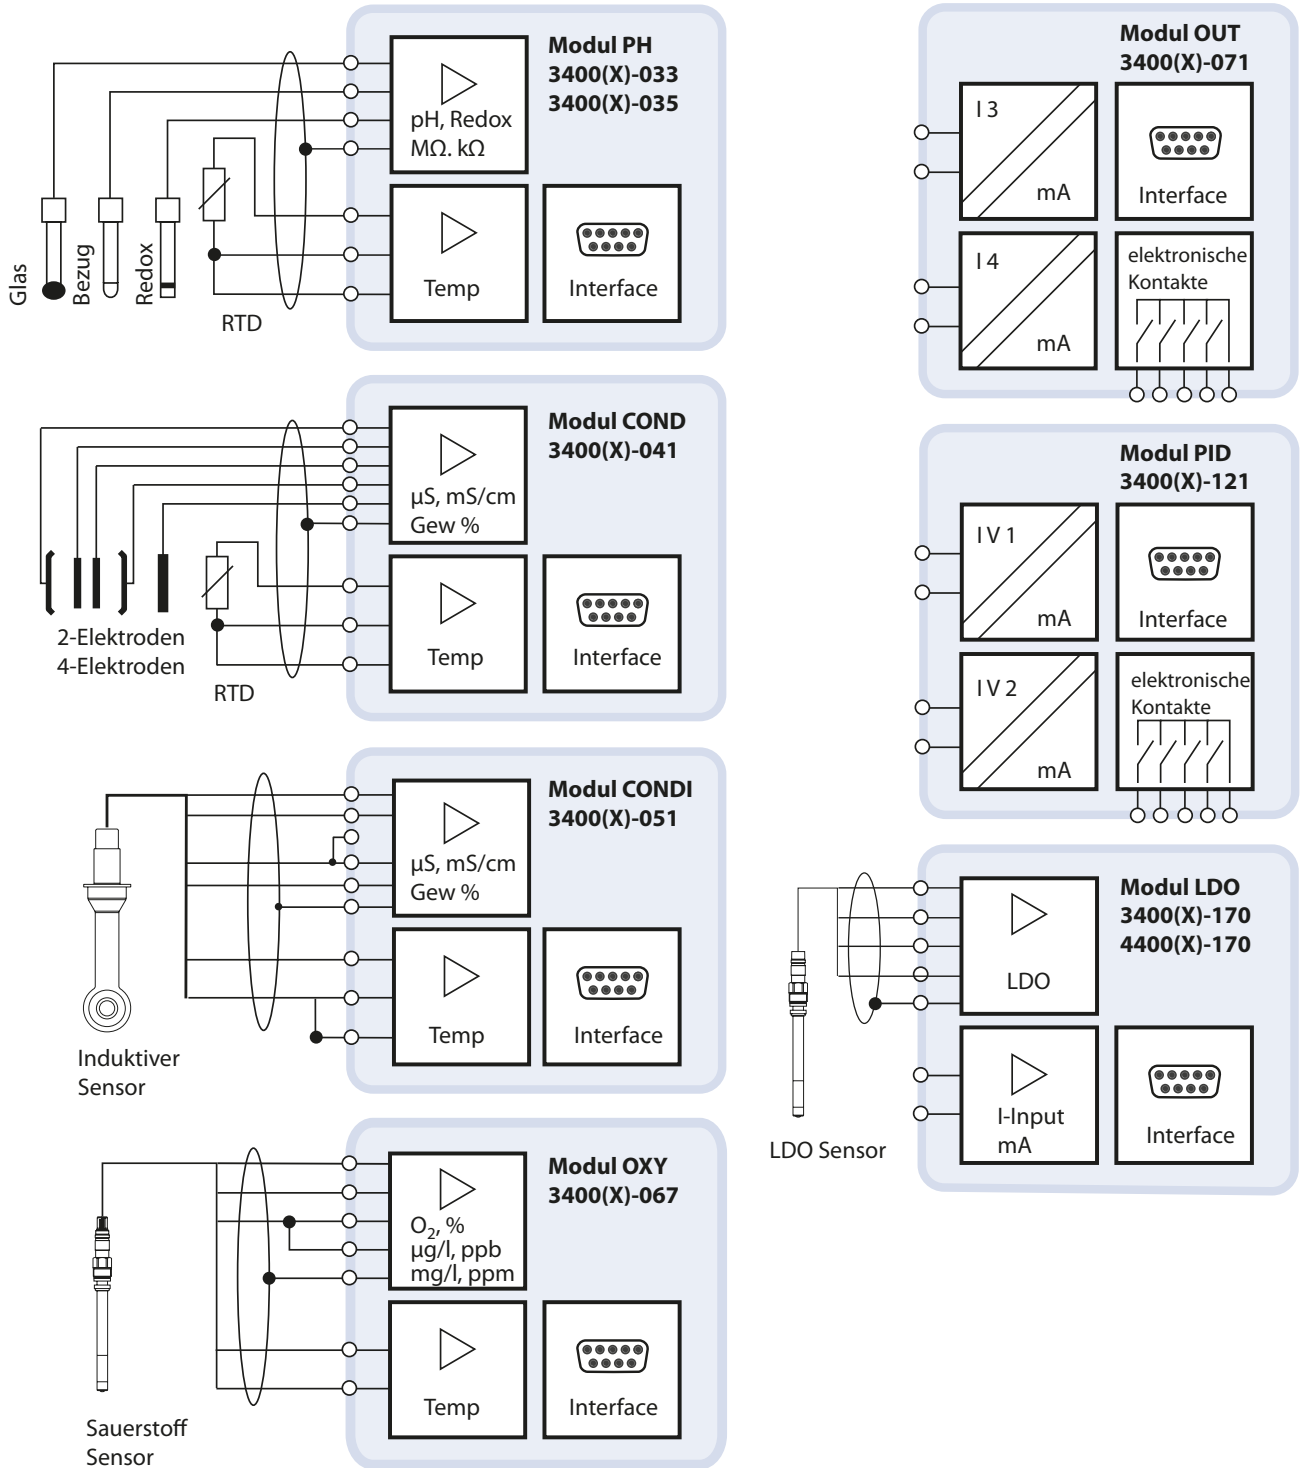 Modul PH
3400(X)-033
3400(X)-035
pH, Redox
MΩ. kΩ
Temp
Interface
Glas
Bezug
Redox
RTD
Modul COND
3400(X)-041
µS, mS/cm
Gew %
Temp
Interface
2-Elektroden
4-Elektroden
RTD
Modul CONDI
3400(X)-051
µS, mS/cm
Gew %
Temp
Interface
Induktiver
Sensor
Modul OXY
3400(X)-067
O₂, %
µg/l, ppb
mg/l, ppm
Temp
Interface
Sauerstoff
Sensor
Modul OUT
3400(X)-071
I 3
mA
Interface
I 4
mA
elektronische
Kontakte
Modul PID
3400(X)-121
I V 1
mA
Interface
I V 2
mA
elektronische
Kontakte
Modul LDO
3400(X)-170
4400(X)-170
LDO
I-Input
mA
Interface
LDO Sensor